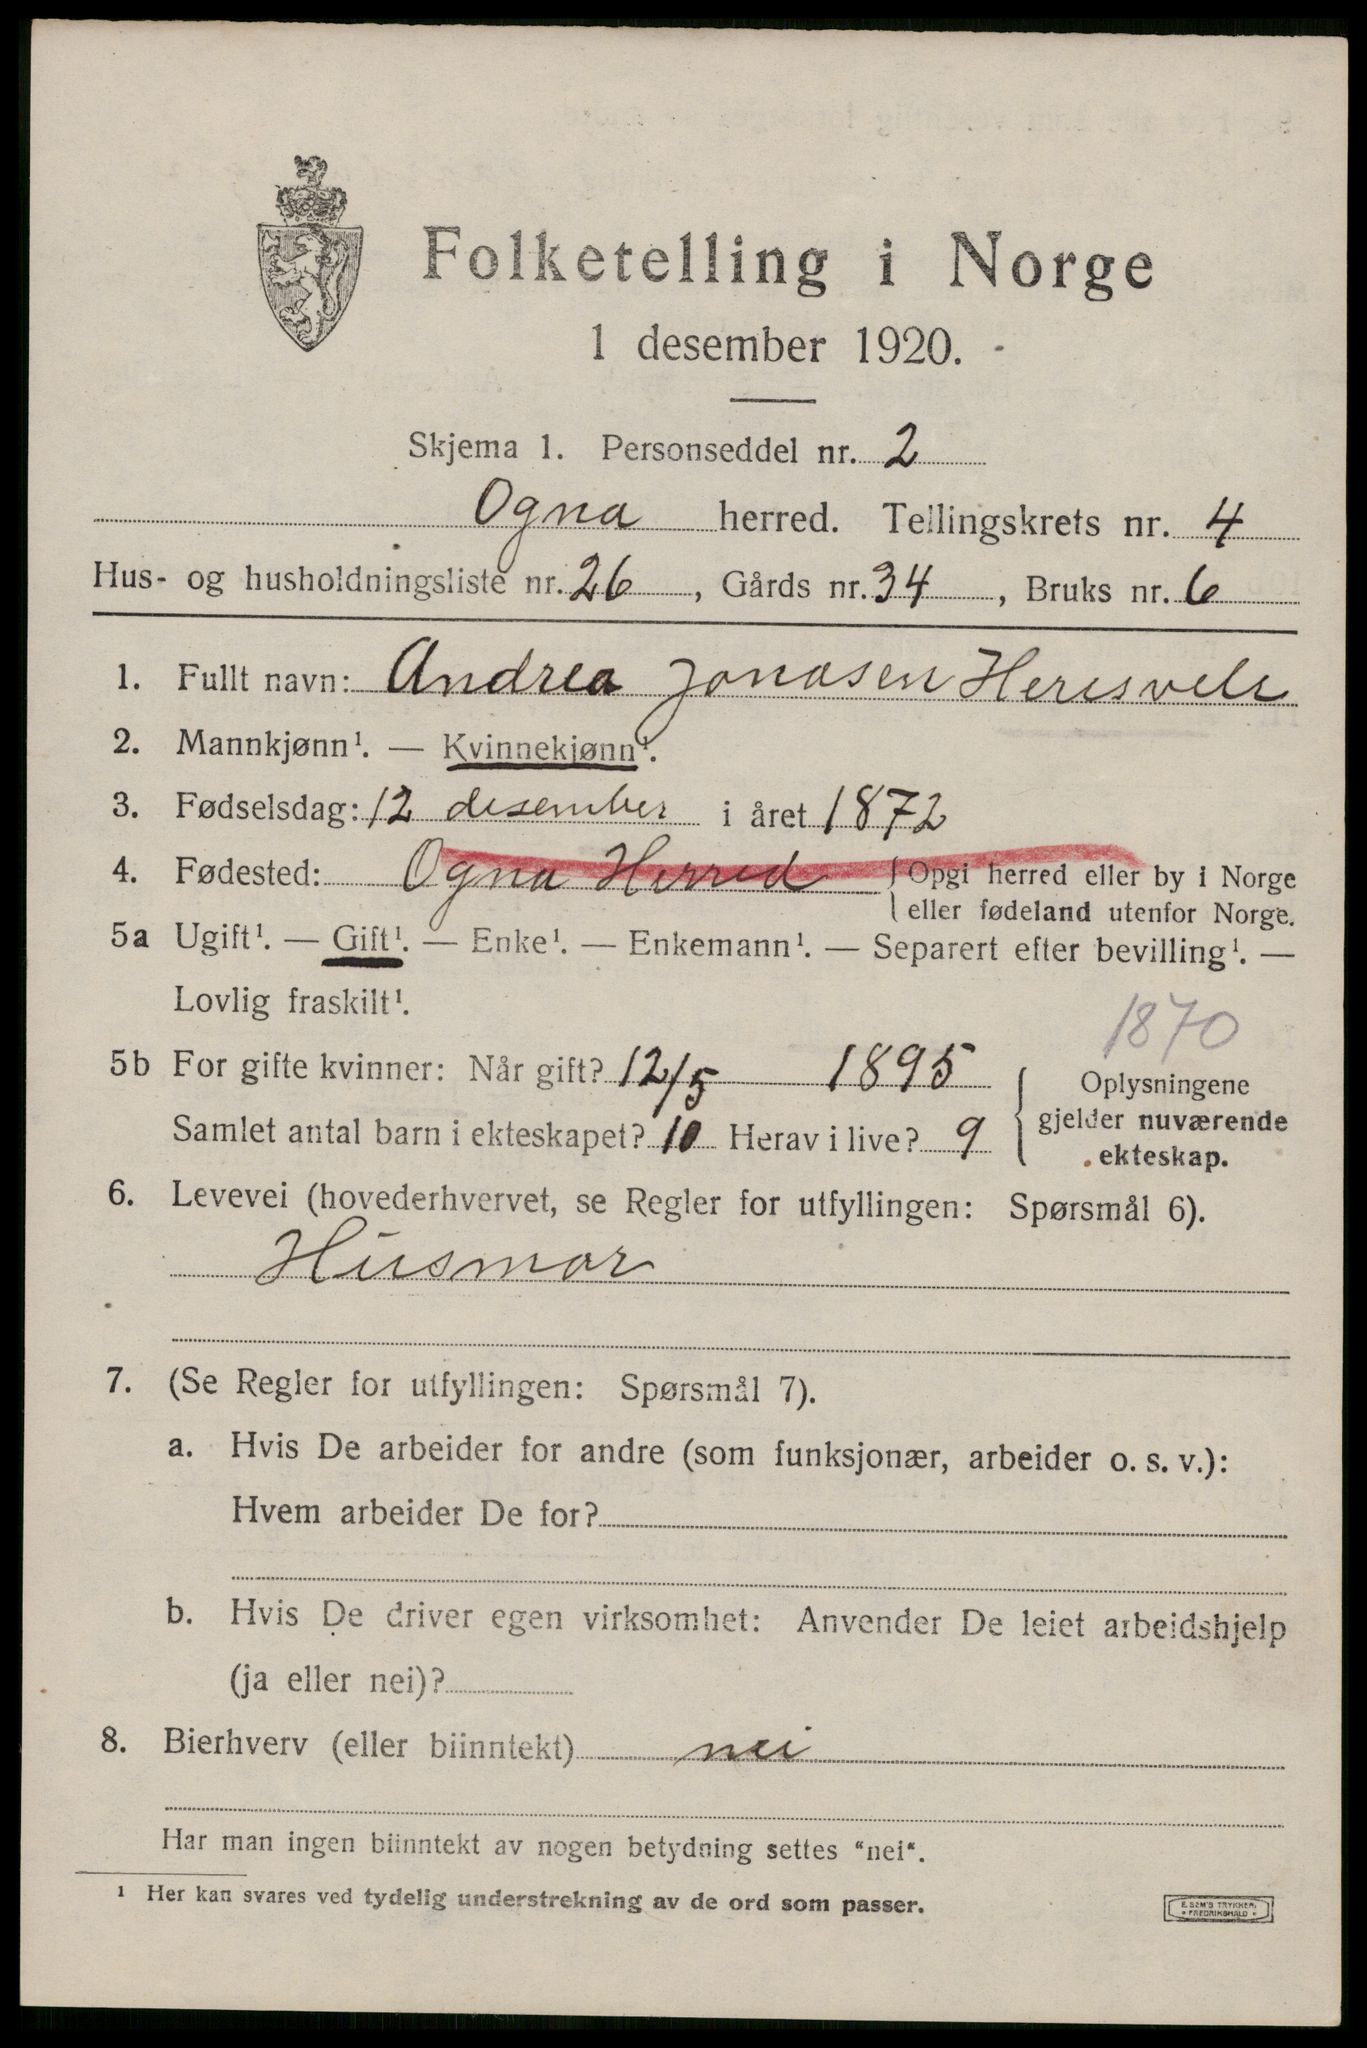 Folketelling i Norge
1 desember 1920.
Skjema 1. Personseddel nr. 2
Ogna herred. Tellingskrets nr. 4
Hus- og husholdningsliste nr. 26, Gårds nr. 34, Bruks nr. 6
1. Fullt navn: Andrea Jonasen
2. Mannkjønn¹. — Kvinnekjønn¹.
3. Fødselsdag: 12 desember i året 1872
4. Fødested: Ogna Herred { Opgi herred eller by i Norge
eller fødeland utenfor Norge.
5a Ugift¹. — Gift¹. — Enke¹. — Enkemann¹. — Separert efter bevilling¹. —
Lovlig fraskilt¹.
1870
5b For gifte kvinner: Når gift? 12/5 1895
Samlet antal barn i ekteskapet? 10 Herav i live? 9
{ Oplysningene
gjelder nuværende
ekteskap.
6. Levevei (hovederhvervet, se Regler for utfyllingen: Spørsmål 6).
Husmor
7. (Se Regler for utfyllingen: Spørsmål 7).
a. Hvis De arbeider for andre (som funksjonær, arbeider o. s. v.):
Hvem arbeider De for?
b. Hvis De driver egen virksomhet: Anvender De leiet arbeidshjelp
(ja eller nei)?
8. Bierhverv (eller biinntekt) nei
Har man ingen biinntekt av nogen betydning settes "nei".
¹ Her kan svares ved tydelig understrekning av de ord som passer.
E. SEM'S TRYKKERI
FREDRIKSHALD